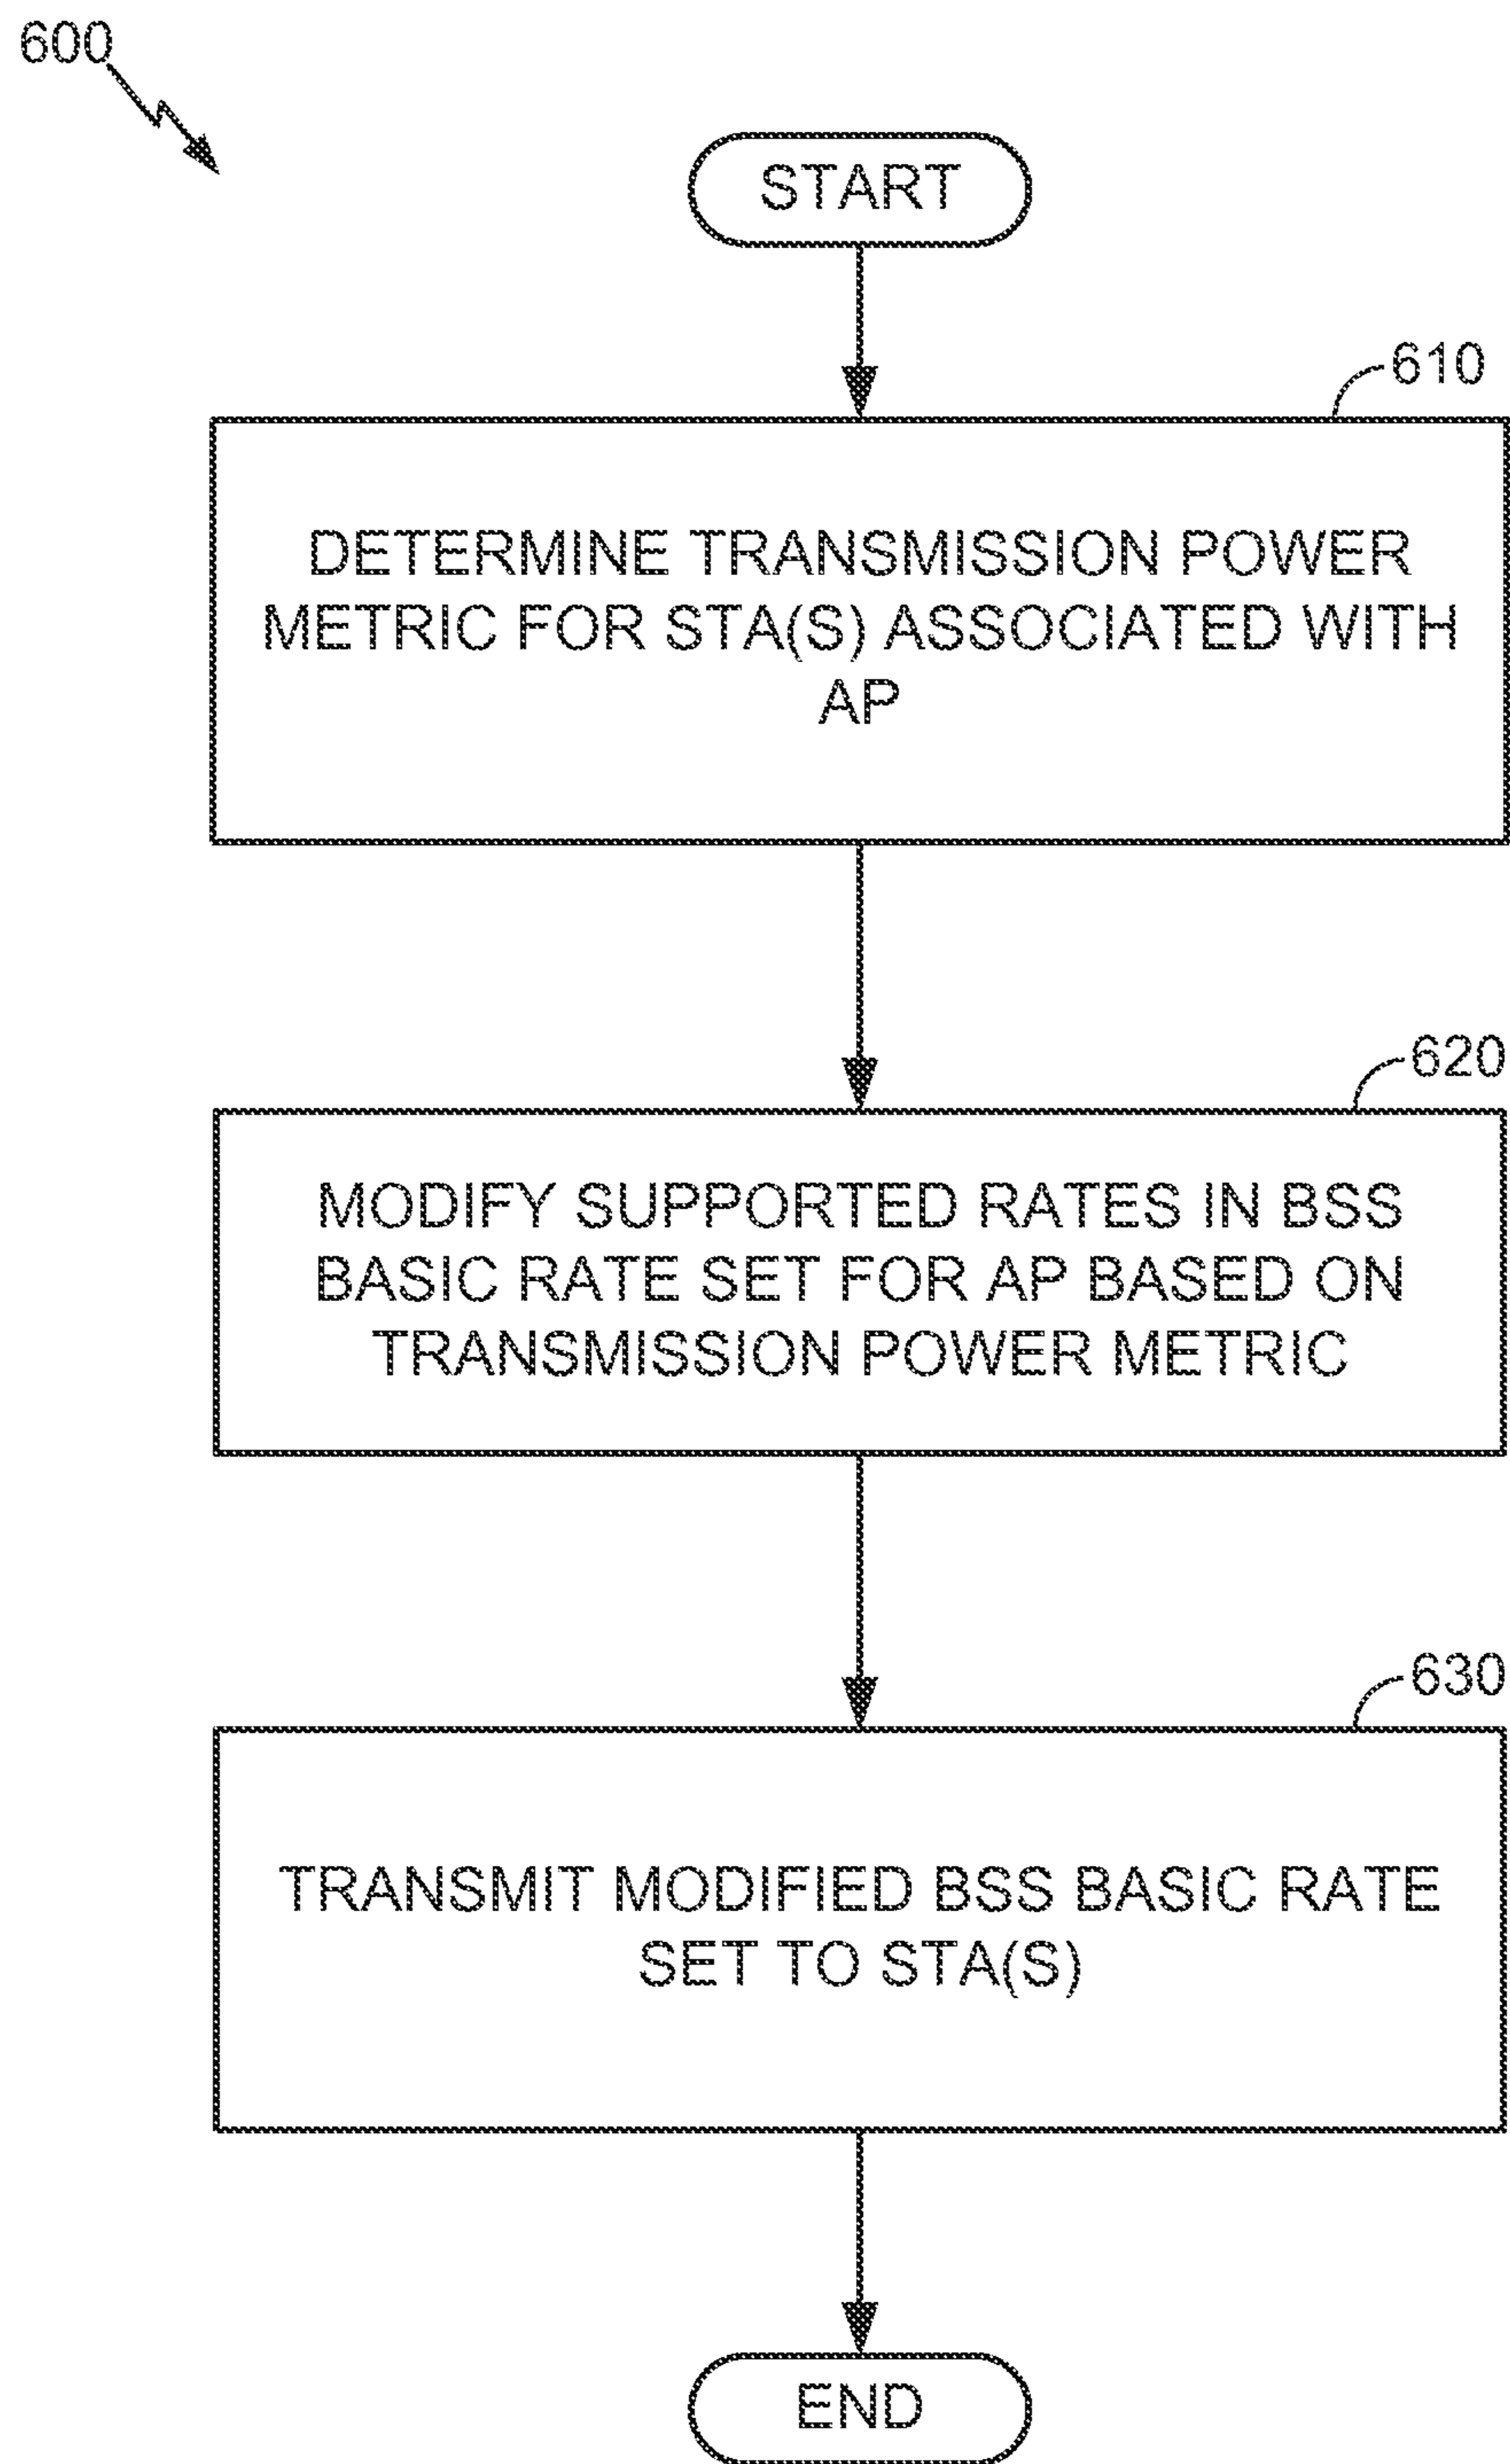 600
START
610
DETERMINE TRANSMISSION POWER
METRIC FOR STA(S) ASSOCIATED WITH
AP
620
MODIFY SUPPORTED RATES IN BSS
BASIC RATE SET FOR AP BASED ON
TRANSMISSION POWER METRIC
630
TRANSMIT MODIFIED BSS BASIC RATE
SET TO STA(S)
END